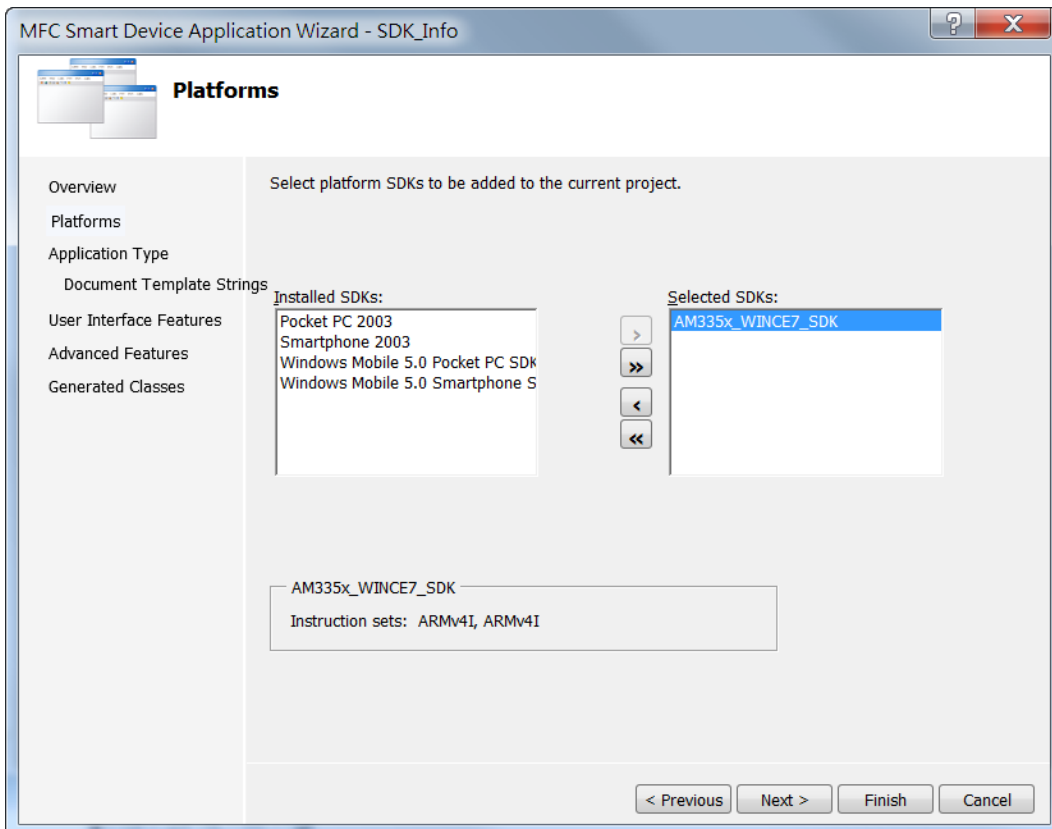 MFC Smart Device Application Wizard - SDK_Info
Platforms
Overview
Platforms
Application Type
Document Template Strings
User Interface Features
Advanced Features
Generated Classes
Select platform SDKs to be added to the current project.
Installed SDKs:
Pocket PC 2003
Smartphone 2003
Windows Mobile 5.0 Pocket PC SDK
Windows Mobile 5.0 Smartphone S
>
>>
<
<<
Selected SDKs:
AM335x_WINCE7_SDK
AM335x_WINCE7_SDK
Instruction sets: ARMv4I, ARMv4I
< Previous
Next >
Finish
Cancel